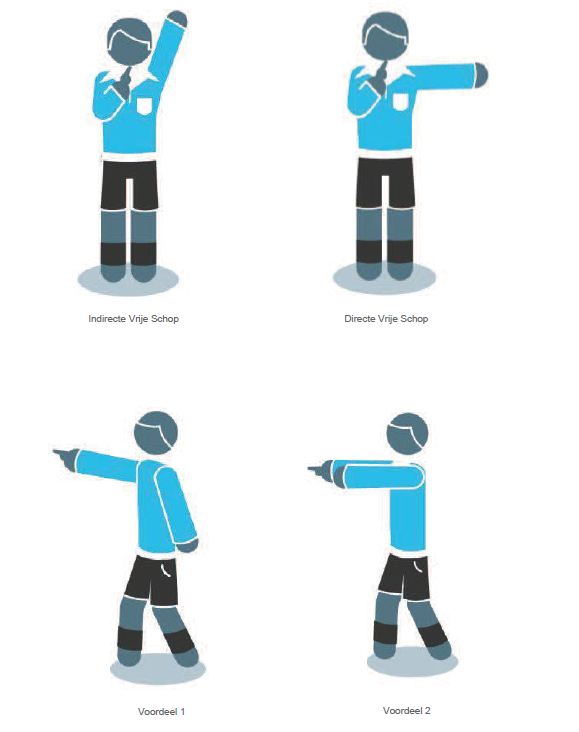 Indirecte Vrije Schop
Directe Vrije Schop
Voordeel 1
Voordeel 2